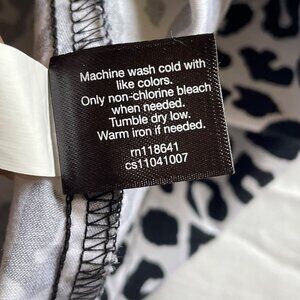 Machine wash cold with
like colors.
Only non-chlorine bleach
when needed.
Tumble dry low.
Warm iron if needed.
rn118641
cs11041007